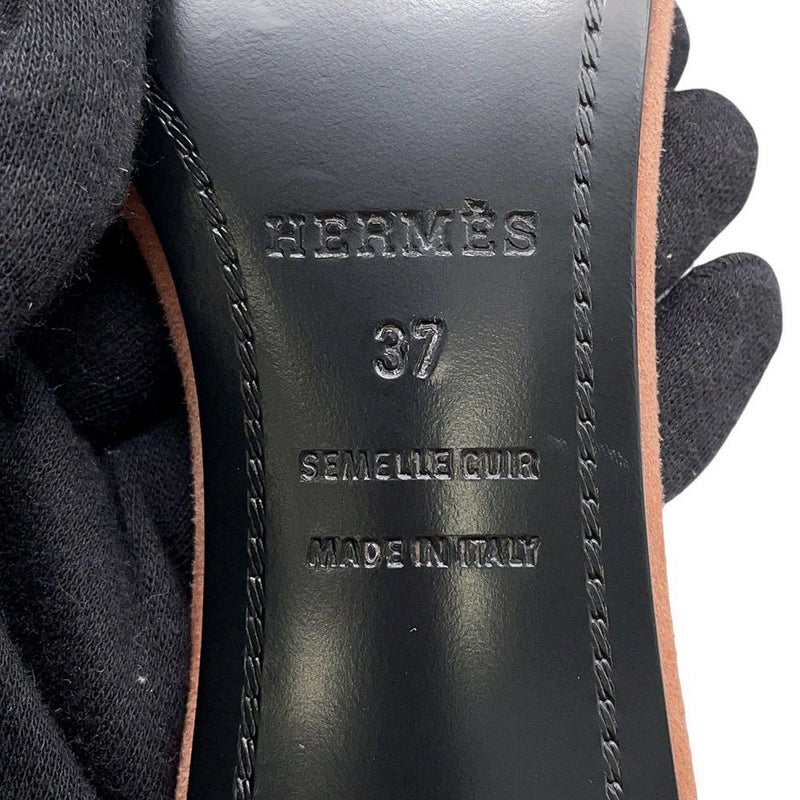 HERMÈS
37
SEMELLE CUIR
MADE IN ITALY